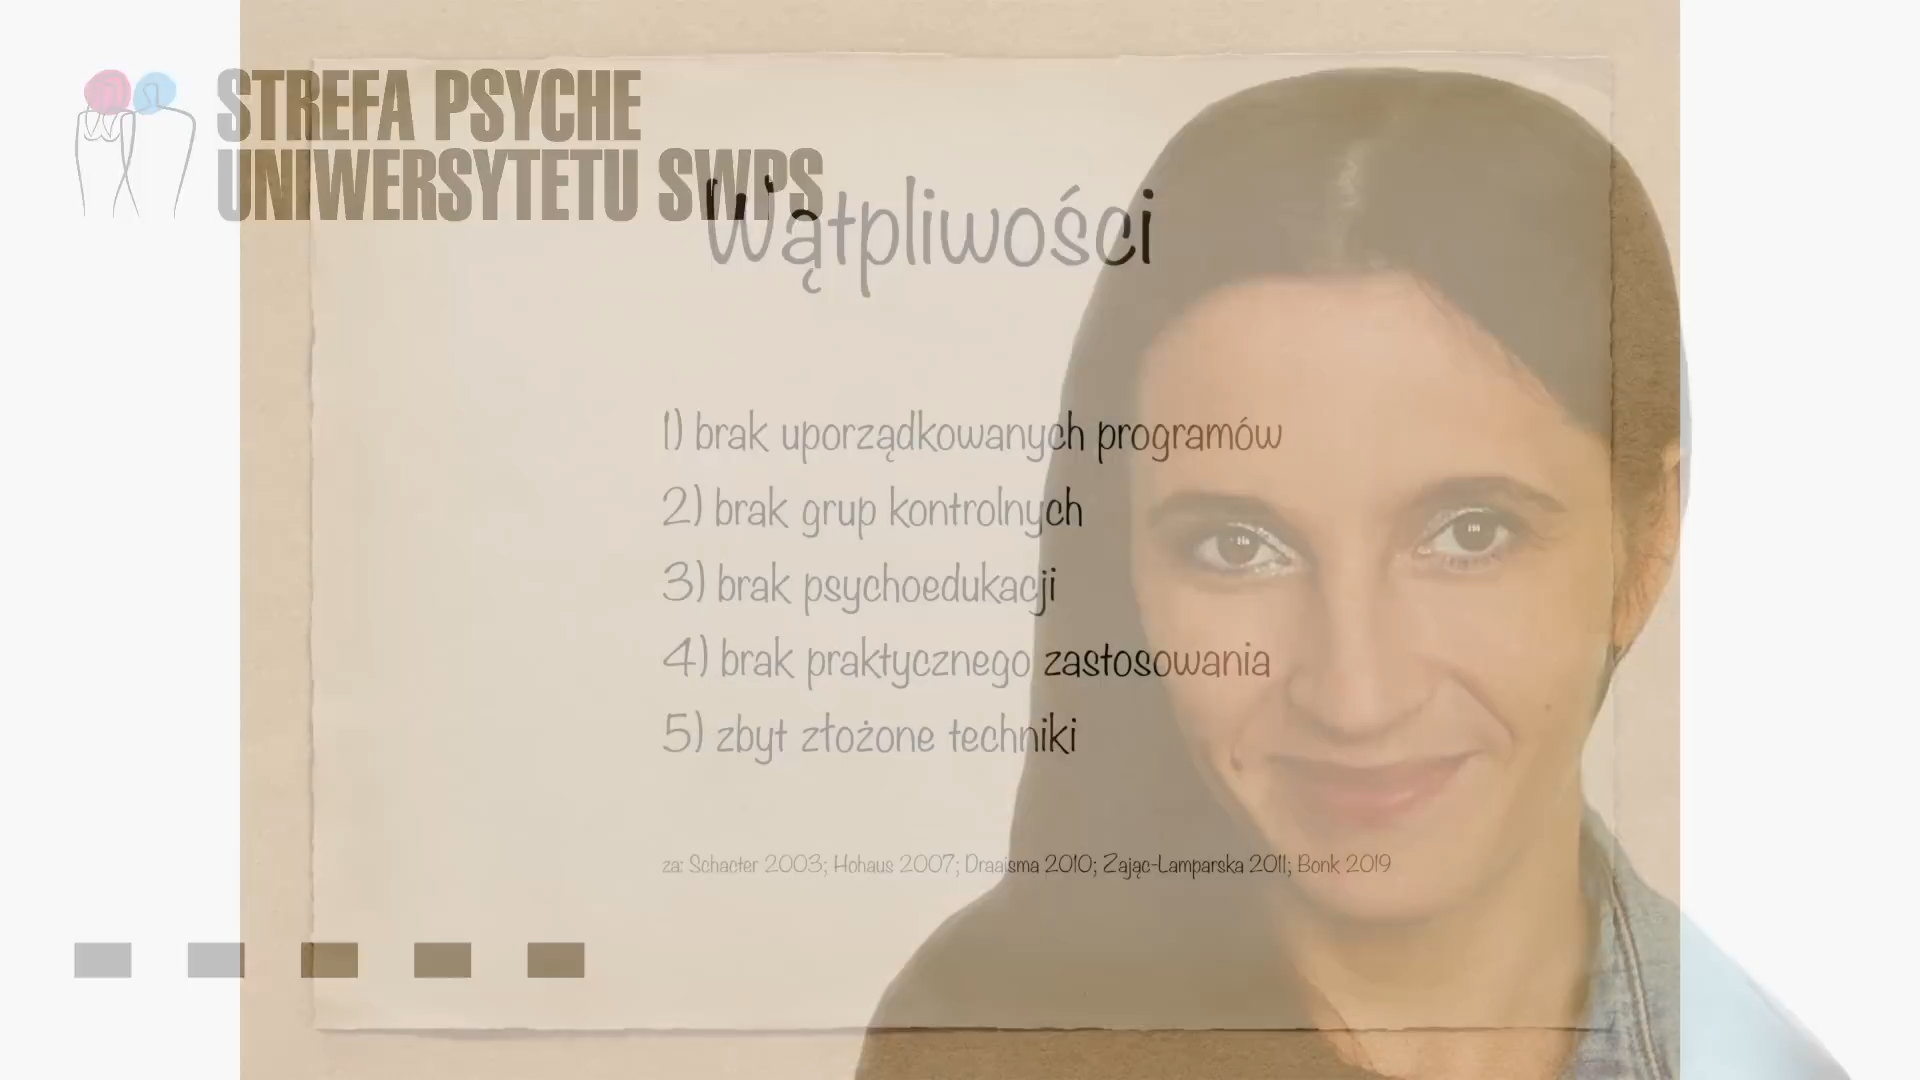 STREFA PSYCHE
UNIWERSYTETU SWPS
Wątpliwości
1) brak uporządkowanych programów
2) brak grup kontrolnych
3) brak psychoedukacji
4) brak praktycznego zastosowania
5) zbyt złożone techniki
za: Schacter 2003; Hohaus 2007; Draaisma 2010; Zając-Lamparska 2011; Bonk 2019